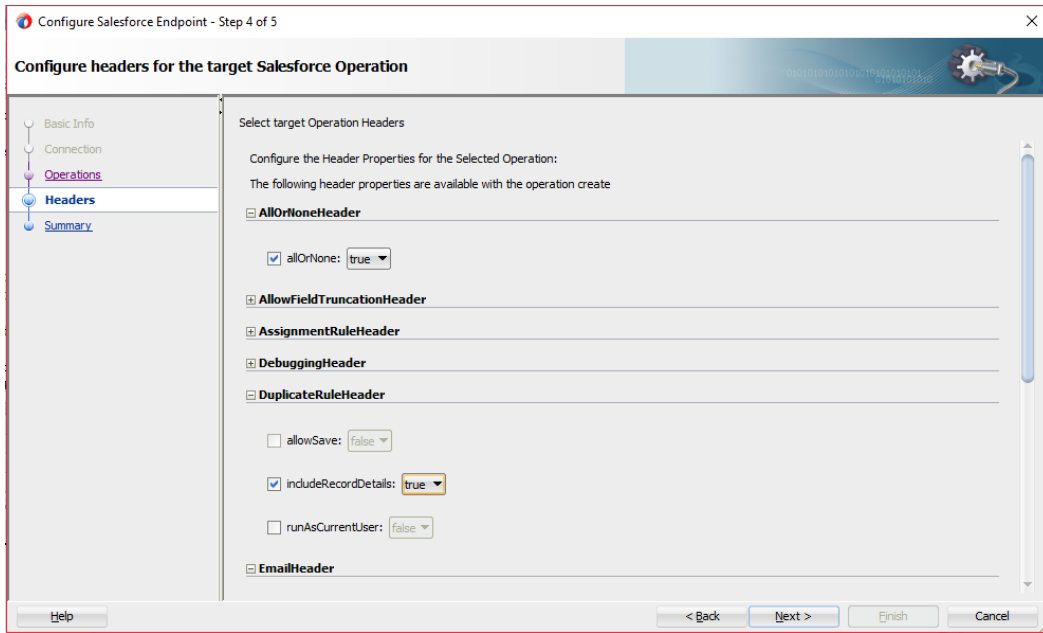 Configure Salesforce Endpoint - Step 4 of 5
Configure headers for the target Salesforce Operation
Basic Info
Connection
Operations
Headers
Summary
Select target Operation Headers
Configure the Header Properties for the Selected Operation:
The following header properties are available with the operation create
AllOrNoneHeader
allOrNone: true
AllowFieldTruncationHeader
AssignmentRuleHeader
DebuggingHeader
DuplicateRuleHeader
allowSave: false
includeRecordDetails: true
runAsCurrentUser: false
EmailHeader
Help
< Back
Next >
Finish
Cancel